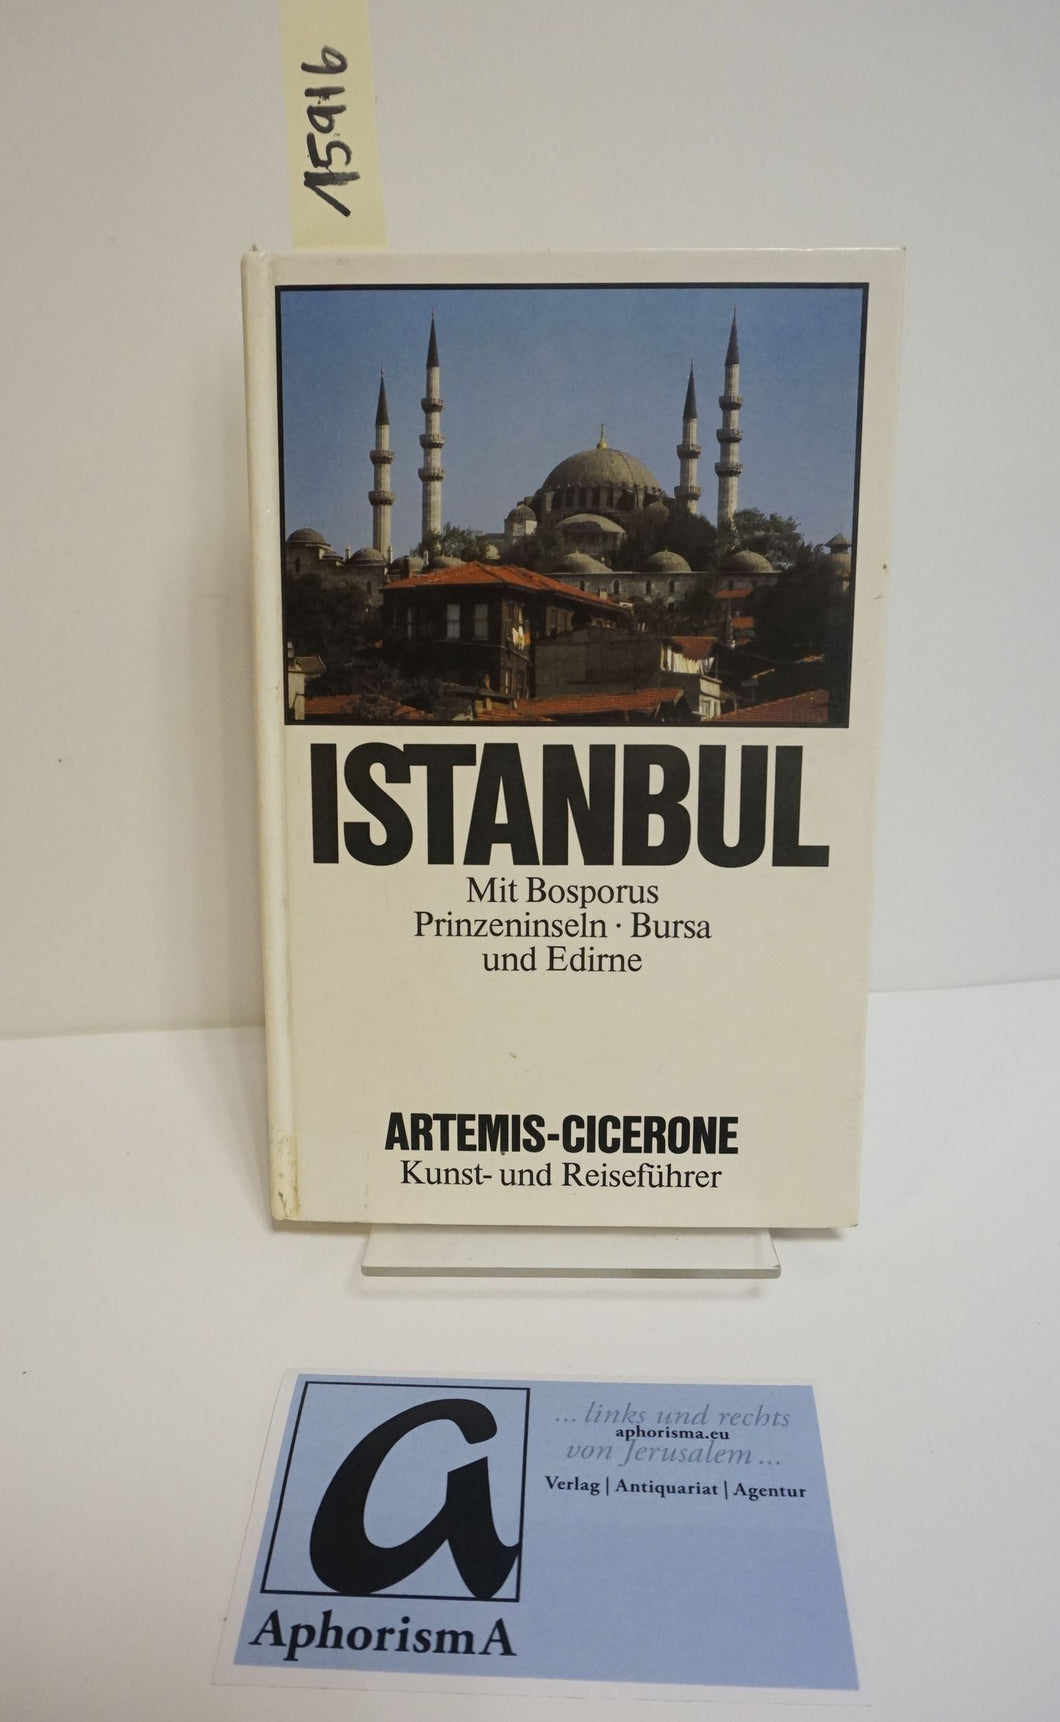 15916
ISTANBUL
Mit Bosporus
Prinzeninseln · Bursa
und Edirne
ARTEMIS-CICERONE
Kunst- und Reiseführer
... links und rechts
aphorisma.eu
von Jerusalem ...
Verlag | Antiquariat | Agentur
a
AphorismA